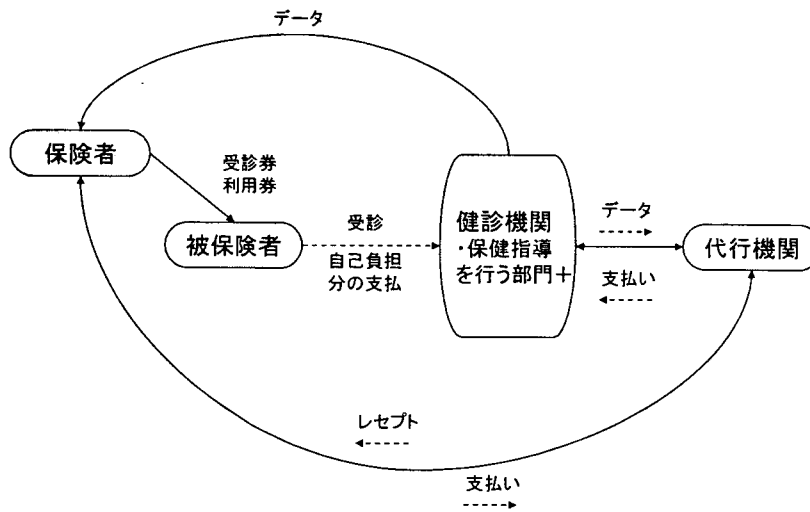 データ
保険者
受診券
利用券
被保険者
受診
自己負担
分の支払
健診機関
・保健指導
を行う部門+
データ
支払い
代行機関
レセプト
支払い